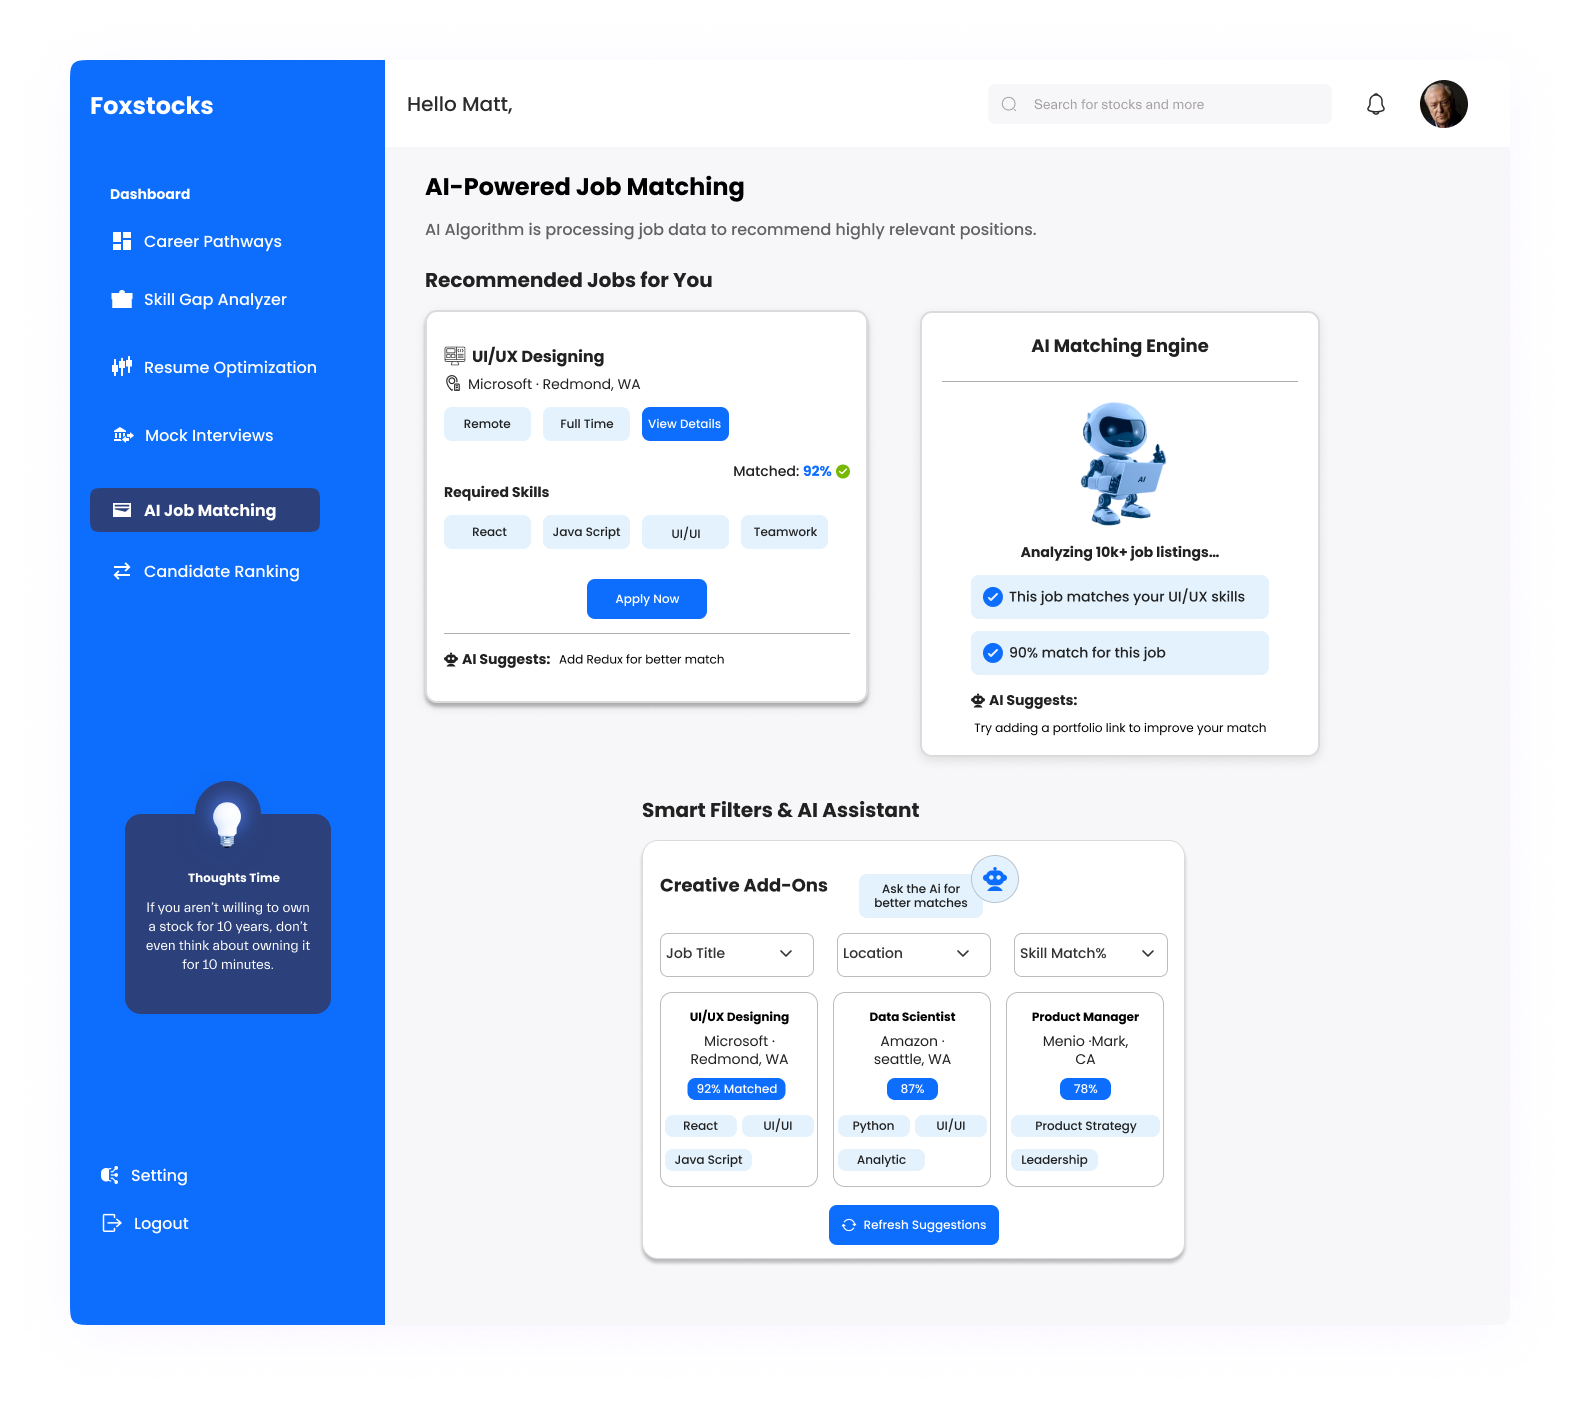 Foxstocks
Hello Matt,
Search for stocks and more
Dashboard
Career Pathways
Skill Gap Analyzer
Resume Optimization
Mock Interviews
AI Job Matching
Candidate Ranking
Thoughts Time
If you aren't willing to own
a stock for 10 years, don't
even think about owning it
for 10 minutes.
Setting
Logout
AI-Powered Job Matching
AI Algorithm is processing job data to recommend highly relevant positions.
Recommended Jobs for You
UI/UX Designing
Microsoft · Redmond, WA
Remote
Full Time
View Details
Matched: 92%
Required Skills
React
Java Script
UI/UI
Teamwork
Apply Now
AI Suggests: Add Redux for better match
AI Matching Engine
AI
Analyzing 10k+ job listings...
This job matches your UI/UX skills
90% match for this job
AI Suggests:
Try adding a portfolio link to improve your match
Smart Filters & AI Assistant
Creative Add-Ons
Ask the Ai for
better matches
Job Title
Location
Skill Match%
UI/UX Designing
Microsoft ·
Redmond, WA
92% Matched
React
UI/UI
Java Script
Data Scientist
Amazon ·
seattle, WA
87%
Python
UI/UI
Analytic
Product Manager
Menio ·Mark,
CA
78%
Product Strategy
Leadership
Refresh Suggestions